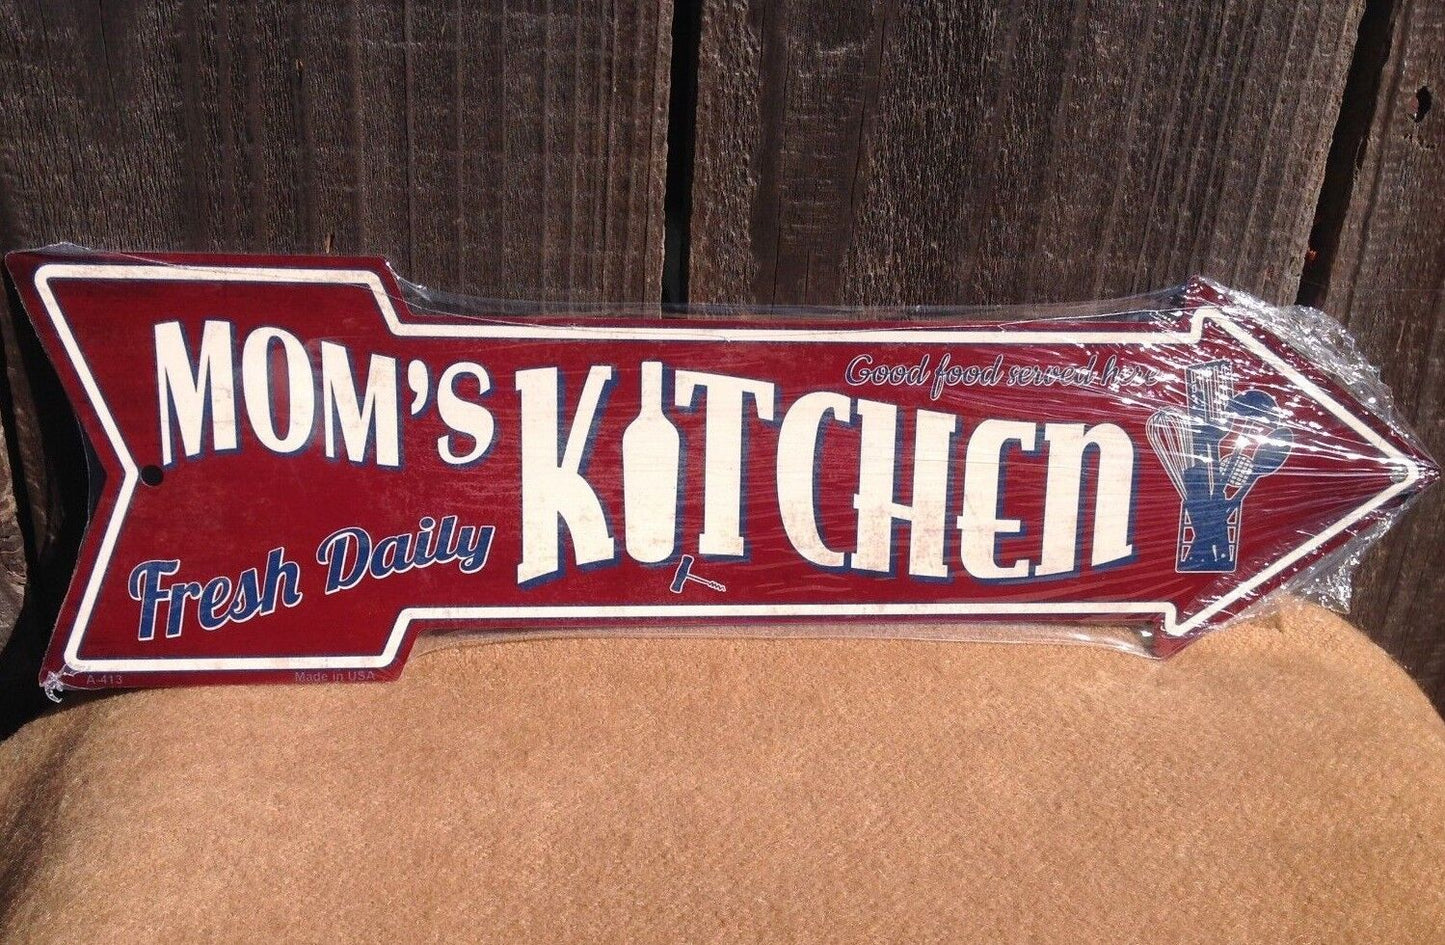 MOM'S KITCHEN
Good food served here
Fresh Daily
A-413
Made in USA